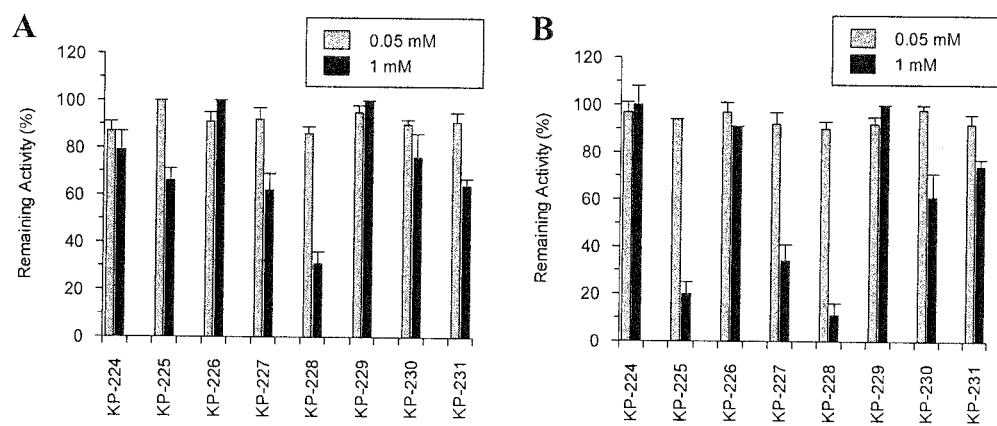 A
0.05 mM
1 mM
Remaining Activity (%)
120
100
80
60
40
20
0
KP-224
KP-225
KP-226
KP-227
KP-228
KP-229
KP-230
KP-231
B
0.05 mM
1 mM
Remaining Activity (%)
120
100
80
60
40
20
0
KP-224
KP-225
KP-226
KP-227
KP-228
KP-229
KP-230
KP-231